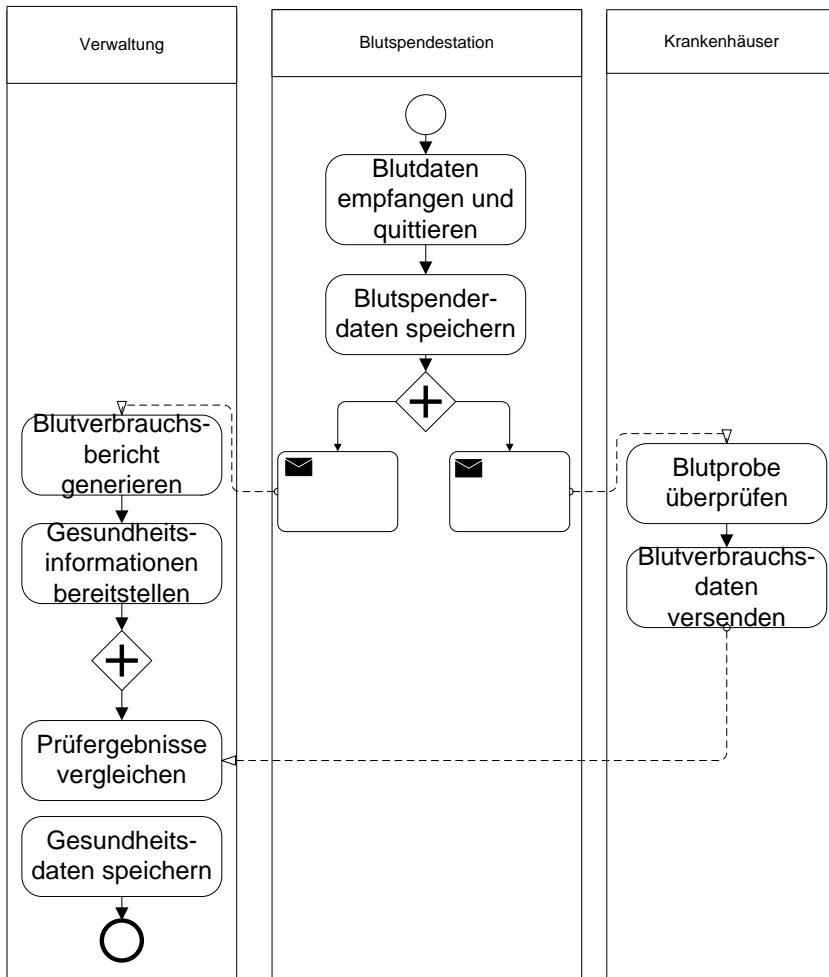 Verwaltung
Blutspendestation
Krankenhäuser
Blutdaten
empfangen und
quittieren
Blutspender-
daten speichern
Blutverbrauchs-
bericht
generieren
Gesundheits-
informationen
bereitstellen
Prüfergebnisse
vergleichen
Gesundheits-
daten speichern
Blutprobe
überprüfen
Blutverbrauchs-
daten
versenden